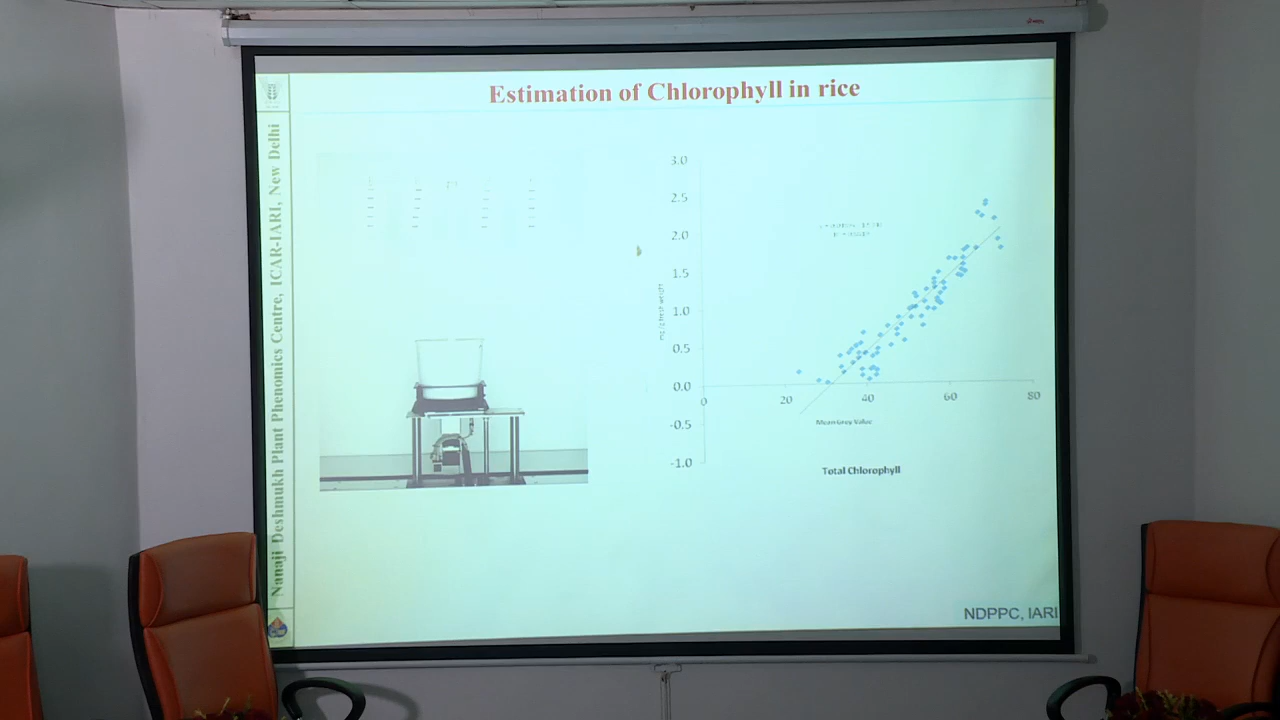 Estimation of Chlorophyll in rice
Nanaji Deshmukh Plant Phenomics Centre, ICAR-IARI, New Delhi
3.0
2.5
2.0
1.5
1.0
0.5
0.0
-0.5
-1.0
0
20
40
60
80
Mean Grey Value
Total Chlorophyll
NDPPC, IARI